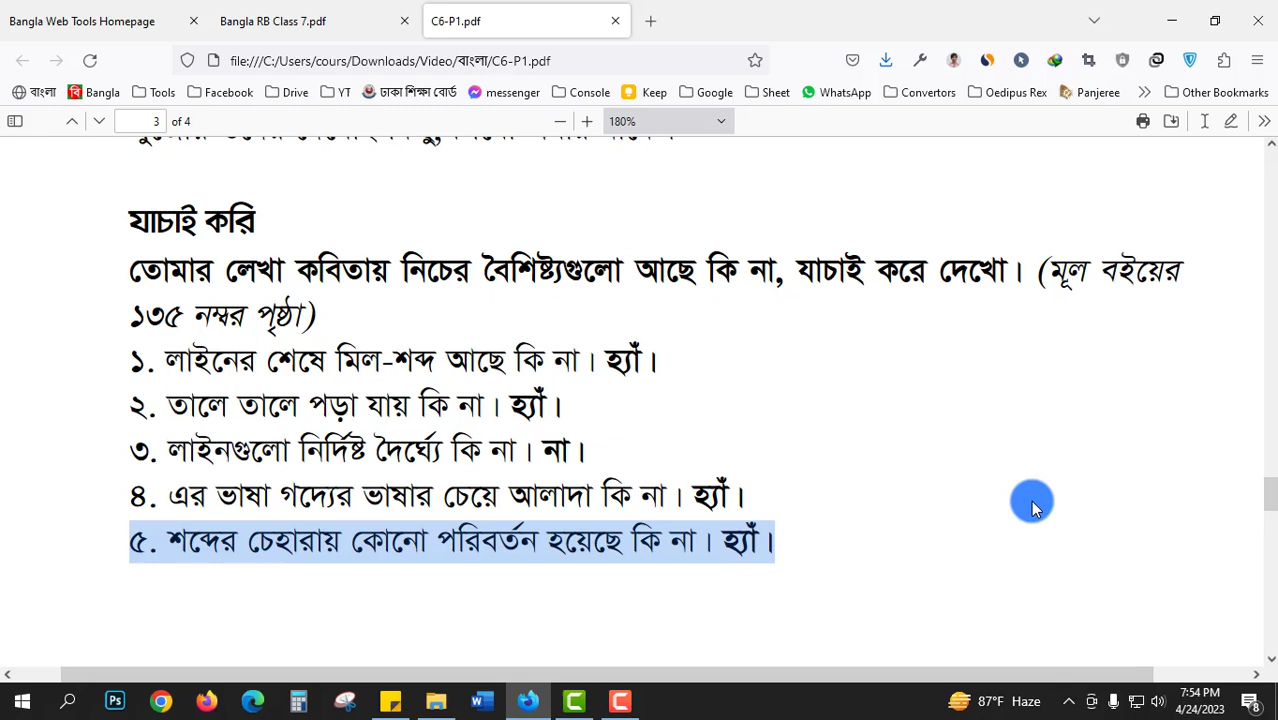 Bangla Web Tools Homepage
Bangla RB Class 7.pdf
C6-P1.pdf
file:///C:/Users/cours/Downloads/Video/বাংলা/C6-P1.pdf
বাংলা
Bangla
Tools
Facebook
Drive
YT
ঢাকা শিক্ষা বোর্ড
messenger
Console
Keep
Google
Sheet
WhatsApp
Convertors
Oedipus Rex
Panjeree
Other Bookmarks
3 of 4
180%
যাচাই করি
তোমার লেখা কবিতায় নিচের বৈশিষ্ট্যগুলো আছে কি না, যাচাই করে দেখো। (মূল বইয়ের
১৩৫ নম্বর পৃষ্ঠা)
১. লাইনের শেষে মিল-শব্দ আছে কি না। হ্যাঁ।
২. তালে তালে পড়া যায় কি না। হ্যাঁ।
৩. লাইনগুলো নির্দিষ্ট দৈর্ঘ্যে কি না। না।
৪. এর ভাষা গদ্যের ভাষার চেয়ে আলাদা কি না। হ্যাঁ।
৫. শব্দের চেহারায় কোনো পরিবর্তন হয়েছে কি না। হ্যাঁ।
87°F Haze
7:54 PM
4/24/2023
8